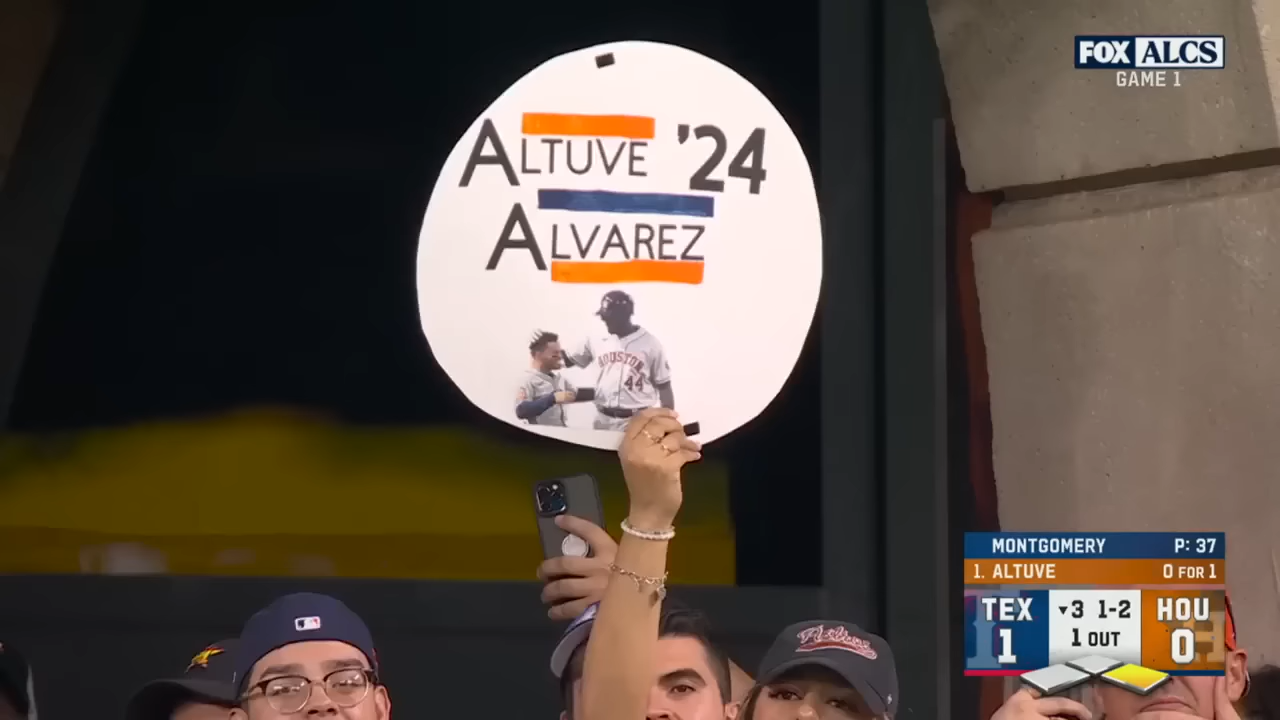 FOX ALCS
GAME 1
ALTUVE '24
ALVAREZ
HOUSTON
44
MONTGOMERY P: 37
1. ALTUVE 0 FOR 1
TEX ▾3 1-2 HOU
1 1 OUT 0